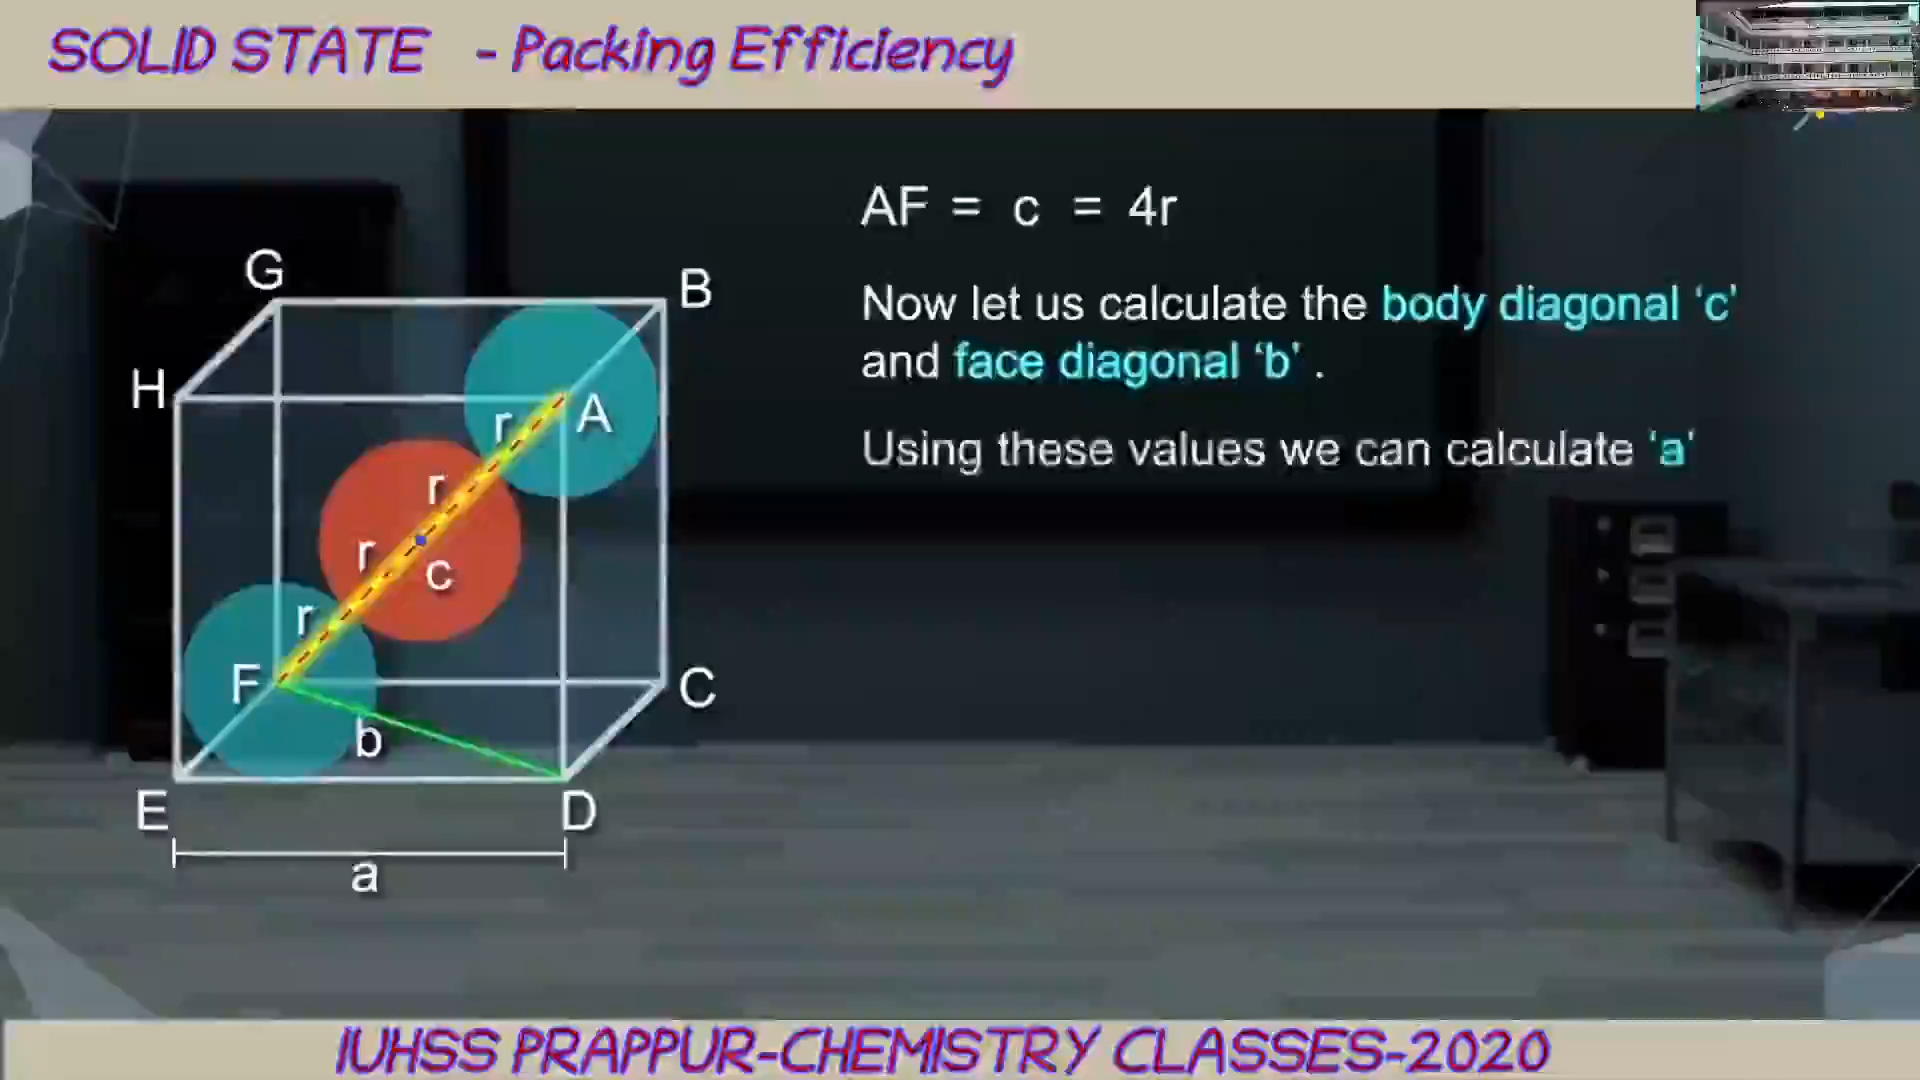 SOLID STATE - Packing Efficiency
AF = c = 4r
Now let us calculate the body diagonal ‘c’
and face diagonal ‘b’ .
Using these values we can calculate ‘a’
G
B
H
A
r
r
r
c
r
F
C
b
E
D
a
IUHSS PRAPPUR-CHEMISTRY CLASSES-2020